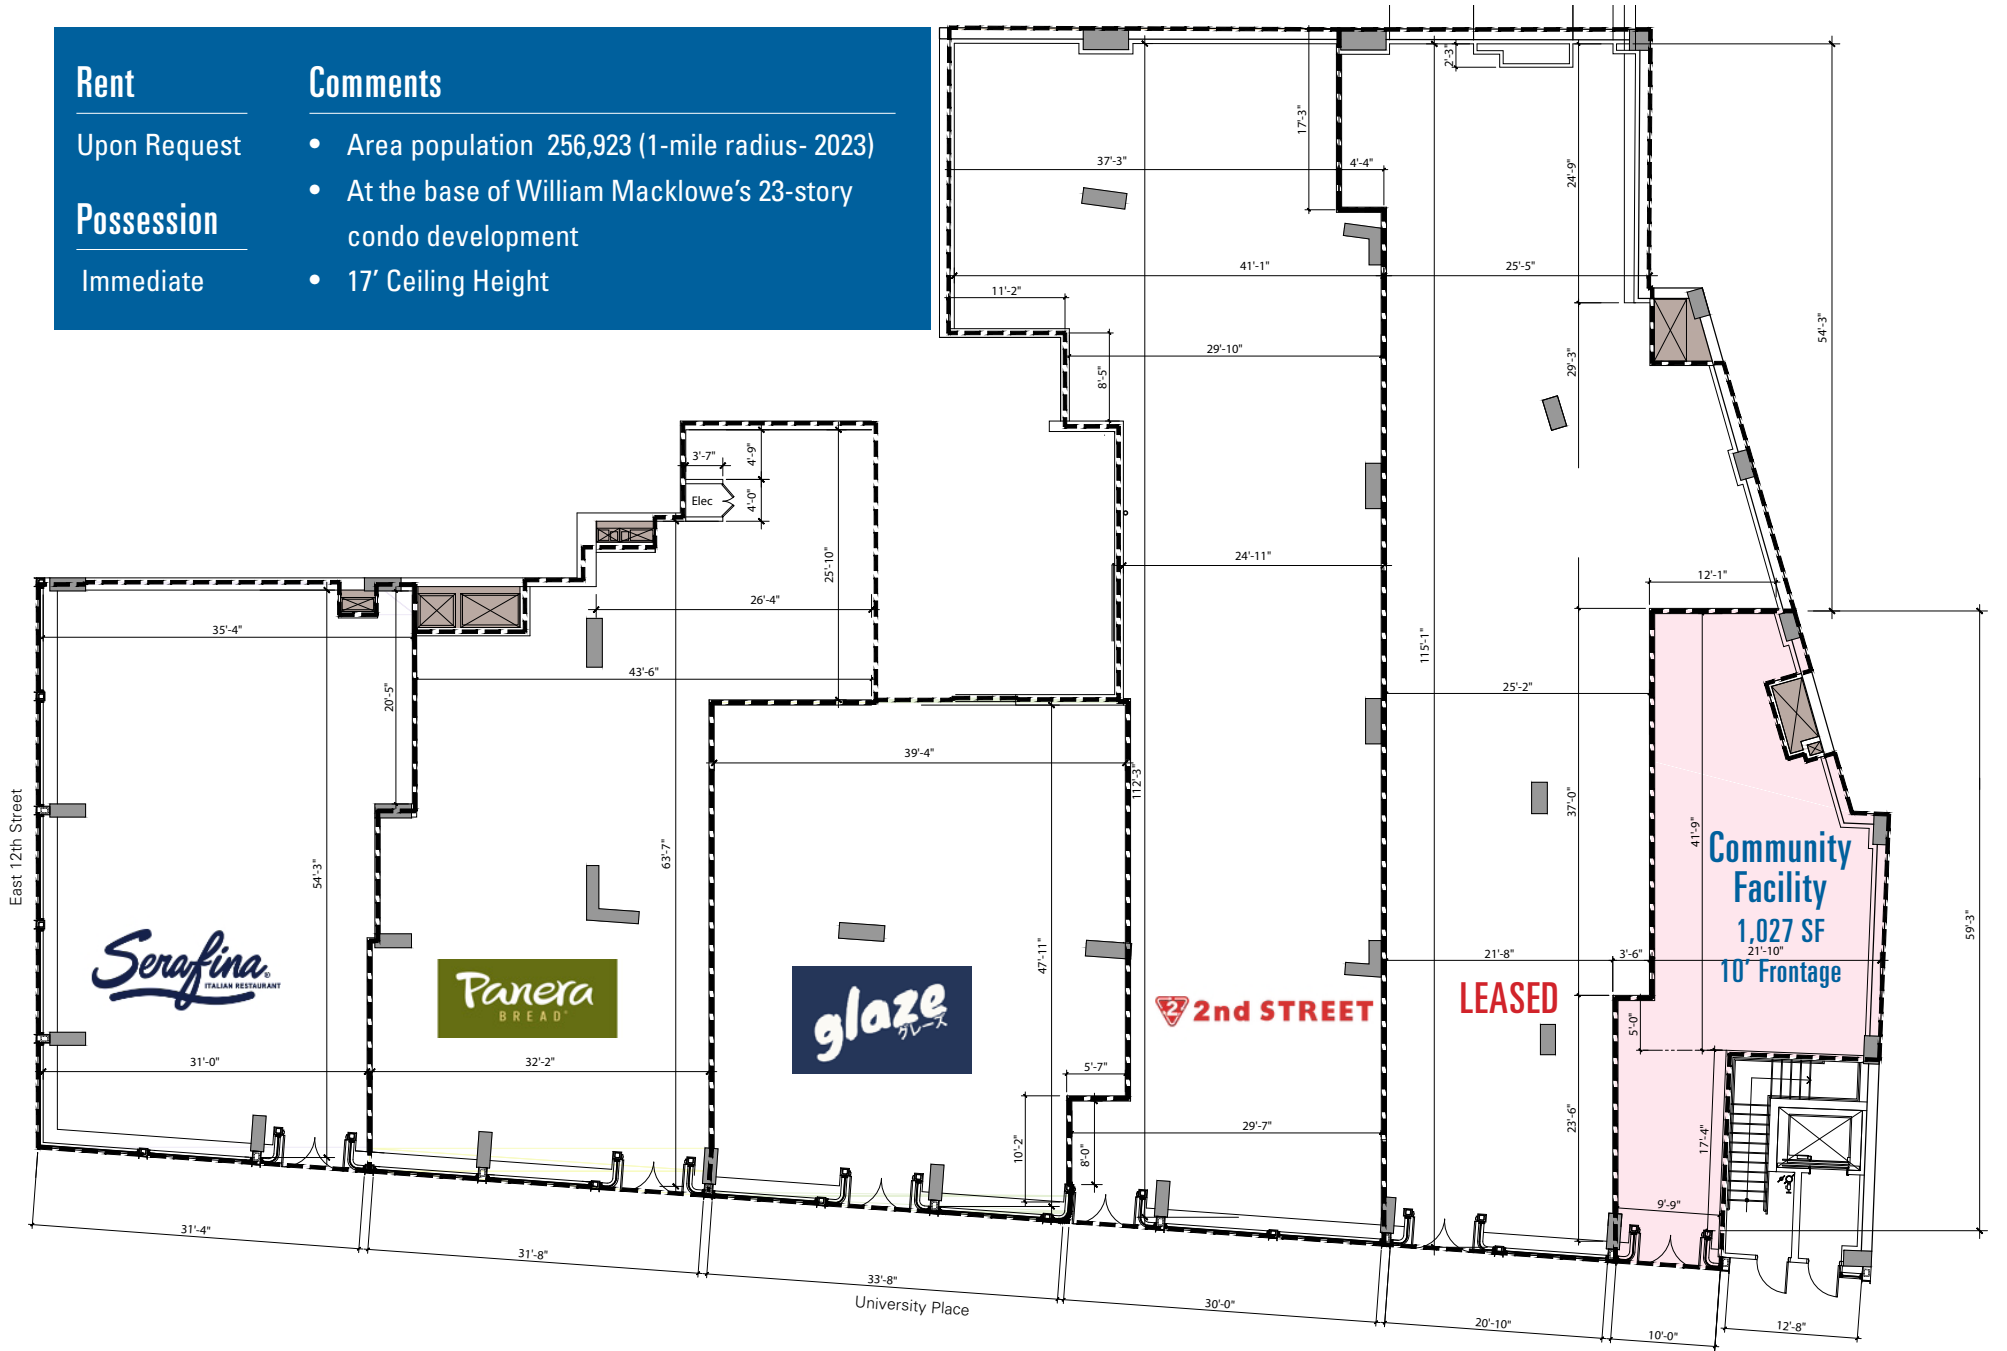 Rent
Upon Request
Possession
Immediate
Comments
• Area population 256,923 (1-mile radius- 2023)
• At the base of William Macklowe's 23-story
condo development
• 17' Ceiling Height
2'-3"
17'-3"
37'-3"
4'-4"
24'-9"
41'-1"
25'-5"
11'-2"
54'-3"
29'-10"
8'-5"
29'-3"
3'-7"
4'-9"
Elec
4'-0"
25'-10"
24'-11"
12'-1"
26'-4"
35'-4"
115'-1"
43'-6"
20'-5"
25'-2"
39'-4"
112'-3"
37'-0"
41'-9"
East 12th Street
54'-3"
63'-7"
Community
Facility
1,027 SF
21'-10"
10' Frontage
59'-3"
47'-11"
21'-8"
3'-6"
Serafina®
ITALIAN RESTAURANT
Panera
BREAD®
glaze
グレーズ
2 2nd STREET
LEASED
5'-0"
31'-0"
32'-2"
5'-7"
29'-7"
23'-6"
10'-2"
8'-0"
17'-4"
9'-9"
31'-4"
31'-8"
33'-8"
University Place
30'-0"
20'-10"
10'-0"
12'-8"